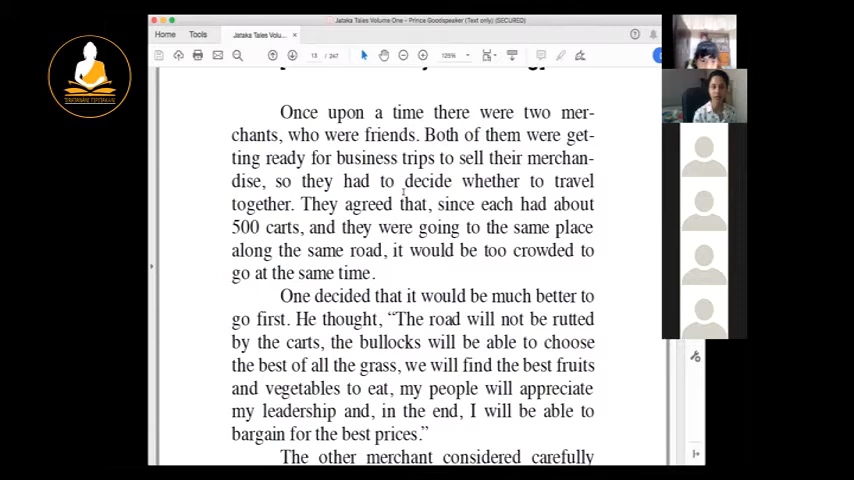 Jataka Tales Volume One - Prince Goodspeaker (Text only) (SECURED)
Home Tools Jataka Tales Volu... ×
13 / 247 125%
Once upon a time there were two mer-
chants, who were friends. Both of them were get-
ting ready for business trips to sell their merchan-
dise, so they had to decide whether to travel
together. They agreed that, since each had about
500 carts, and they were going to the same place
along the same road, it would be too crowded to
go at the same time.
One decided that it would be much better to
go first. He thought, “The road will not be rutted
by the carts, the bullocks will be able to choose
the best of all the grass, we will find the best fruits
and vegetables to eat, my people will appreciate
my leadership and, in the end, I will be able to
bargain for the best prices.”
The other merchant considered carefully